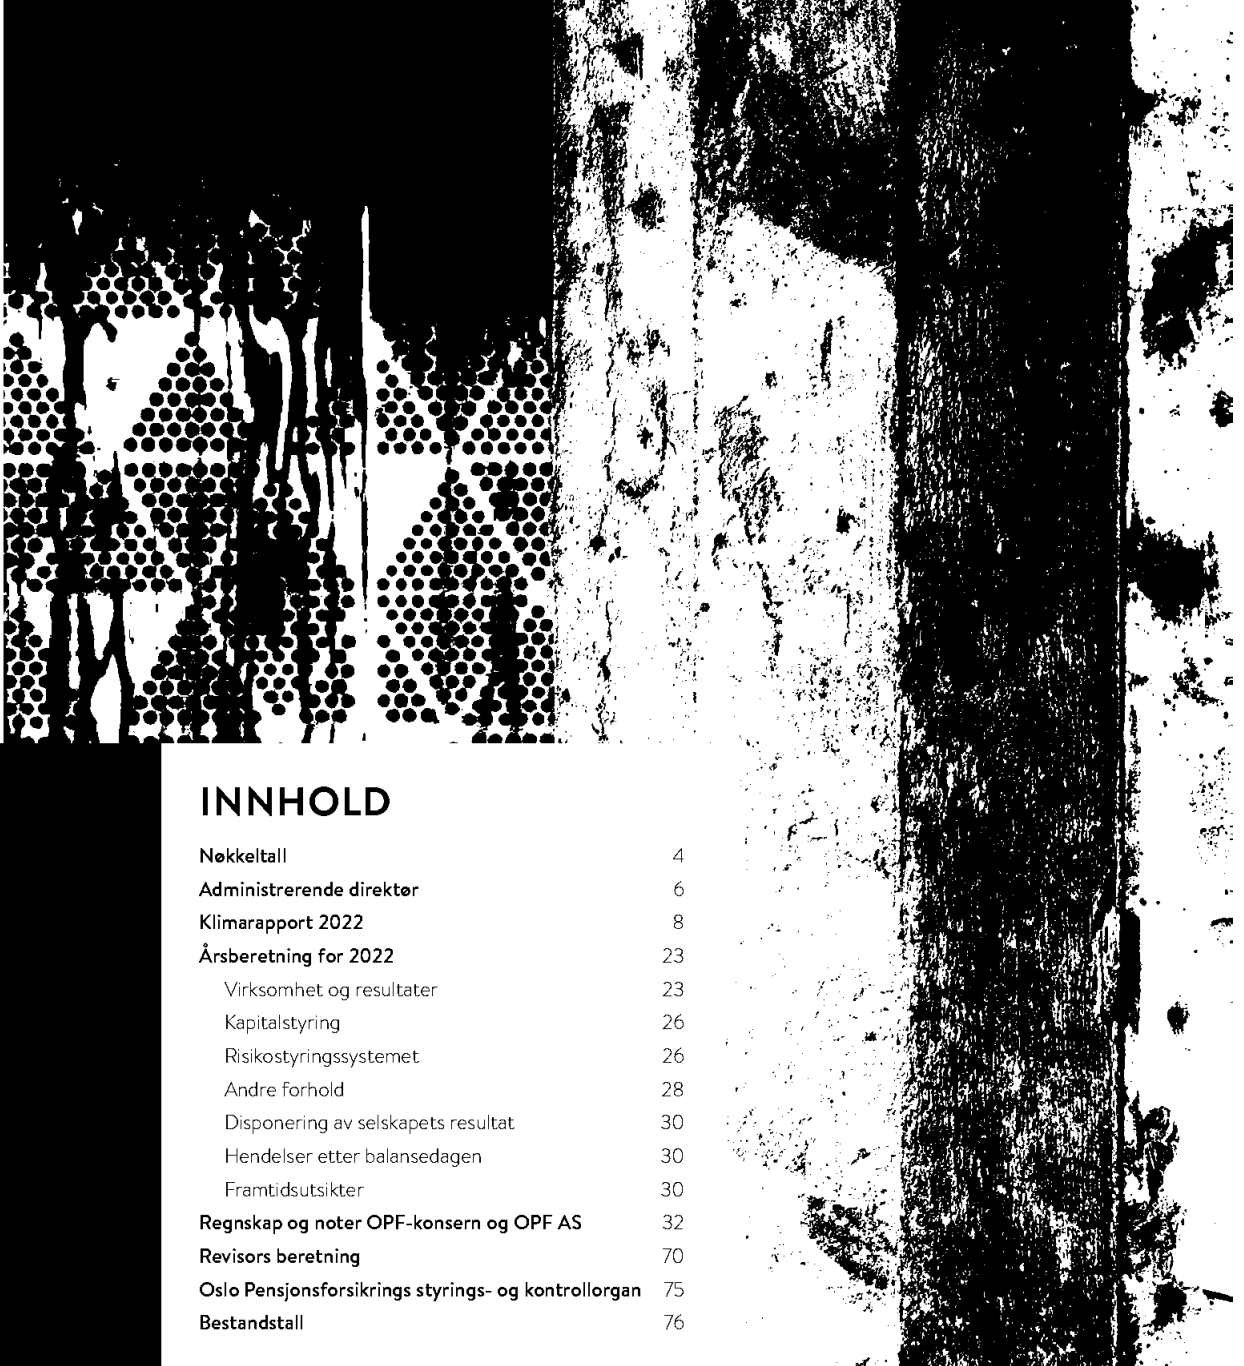 INNHOLD
Nøkkeltall 4
Administrerende direktør 6
Klimarapport 2022 8
Årsberetning for 2022 23
Virksomhet og resultater 23
Kapitalstyring 26
Risikostyringssystemet 26
Andre forhold 28
Disponering av selskapets resultat 30
Hendelser etter balansedagen 30
Framtidsutsikter 30
Regnskap og noter OPF-konsern og OPF AS 32
Revisors beretning 70
Oslo Pensjonsforsikrings styrings- og kontrollorgan 75
Bestandstall 76